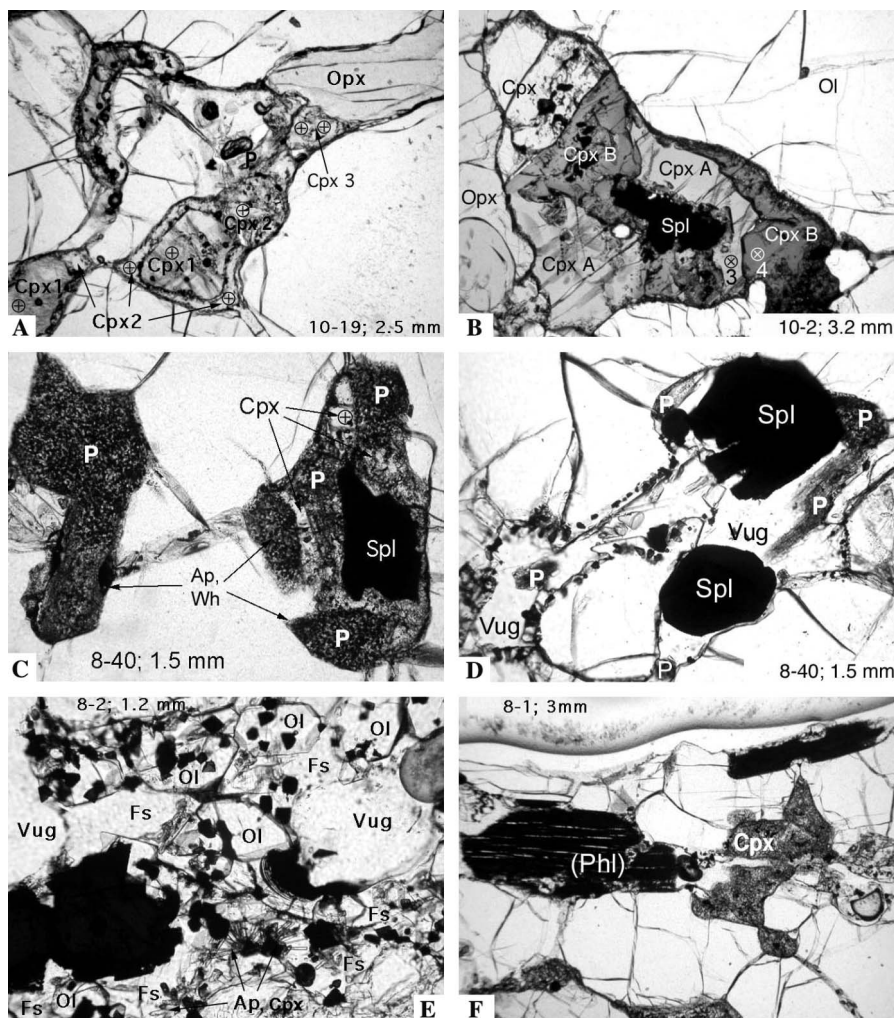 Opx
P
Cpx 3
Cpx 2
Cpx1
Cpx1
Cpx2
A
10-19; 2.5 mm
Cpx
Ol
Cpx B
Cpx A
Opx
Spl
Cpx B
Cpx A
3
4
B
10-2; 3.2 mm
P
Cpx
P
P
Spl
Ap,
Wh
P
C
8-40; 1.5 mm
P
Spl
P
P
Vug
P
Spl
Vug
P
D
8-40; 1.5 mm
8-2; 1.2 mm
Ol
Ol
Ol
Fs
Fs
Vug
Ol
Vug
Fs
Fs
Fs
Ol
Fs
Ap, Cpx
E
8-1; 3mm
Cpx
(Phl)
F